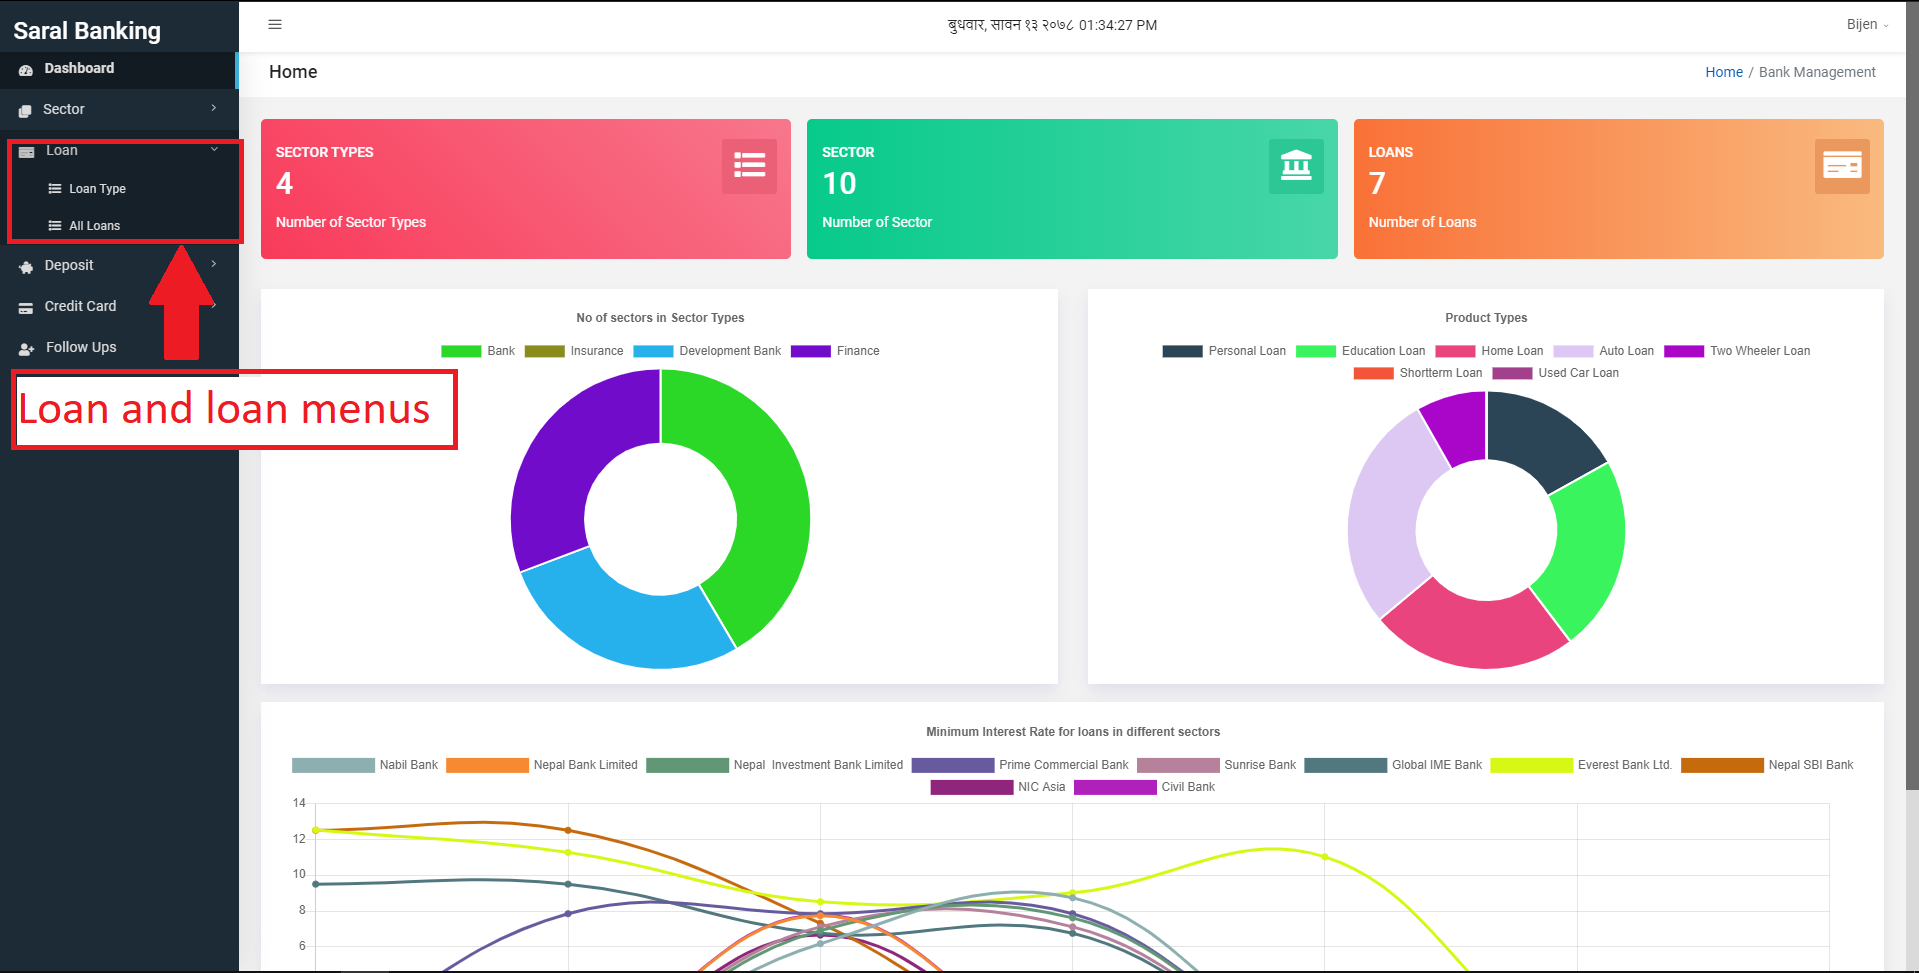 Saral Banking
बुधवार, सावन १३ २०७८ 01:34:27 PM
Bijen
Dashboard
Sector
Loan
Loan Type
All Loans
Deposit
Credit Card
Follow Ups
Loan and loan menus
Home
Home / Bank Management
SECTOR TYPES
4
Number of Sector Types
SECTOR
10
Number of Sector
LOANS
7
Number of Loans
No of sectors in Sector Types
Bank Insurance Development Bank Finance
Product Types
Personal Loan Education Loan Home Loan Auto Loan Two Wheeler Loan
Shortterm Loan Used Car Loan
Minimum Interest Rate for loans in different sectors
Nabil Bank Nepal Bank Limited Nepal Investment Bank Limited Prime Commercial Bank Sunrise Bank Global IME Bank Everest Bank Ltd. Nepal SBI Bank
NIC Asia Civil Bank
14
12
10
8
6